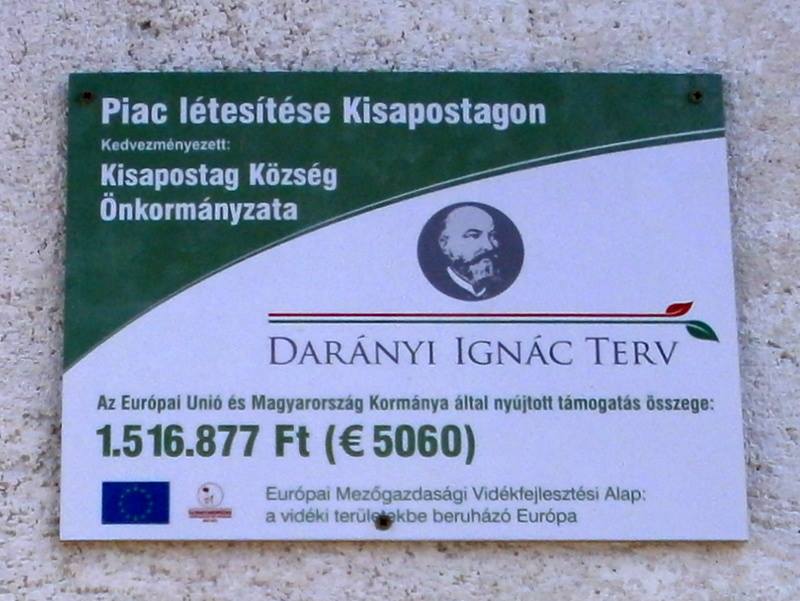 Piac létesítése Kisapostagon
Kedvezményezett:
Kisapostag Község
Önkormányzata
DARÁNYI IGNÁC TERV
Az Európai Unió és Magyarország Kormánya által nyújtott támogatás összege:
1.516.877 Ft (€ 5060)
Európai Mezőgazdasági Vidékfejlesztési Alap:
a vidéki területekbe beruházó Európa